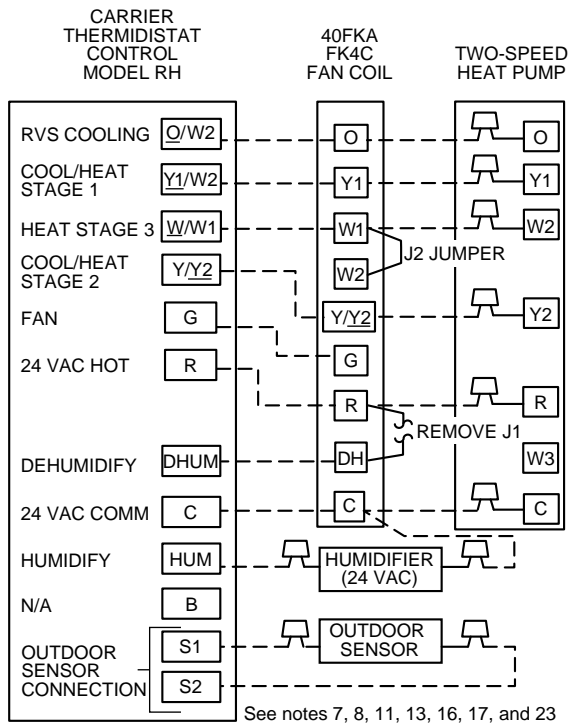 CARRIER
THERMIDISTAT
CONTROL
MODEL RH
40FKA
FK4C
FAN COIL
TWO-SPEED
HEAT PUMP
RVS COOLING O/W2 O O
COOL/HEAT
STAGE 1 Y1/W2 Y1 Y1
HEAT STAGE 3 W/W1 W1 W2
J2 JUMPER
COOL/HEAT
STAGE 2 Y/Y2 W2
Y/Y2 Y2
FAN G G
24 VAC HOT R R R
REMOVE J1
DEHUMIDIFY DHUM DH W3
24 VAC COMM C C C
HUMIDIFY HUM HUMIDIFIER
(24 VAC)
N/A B
OUTDOOR
SENSOR
CONNECTION S1 S2
OUTDOOR
SENSOR
See notes 7, 8, 11, 13, 16, 17, and 23